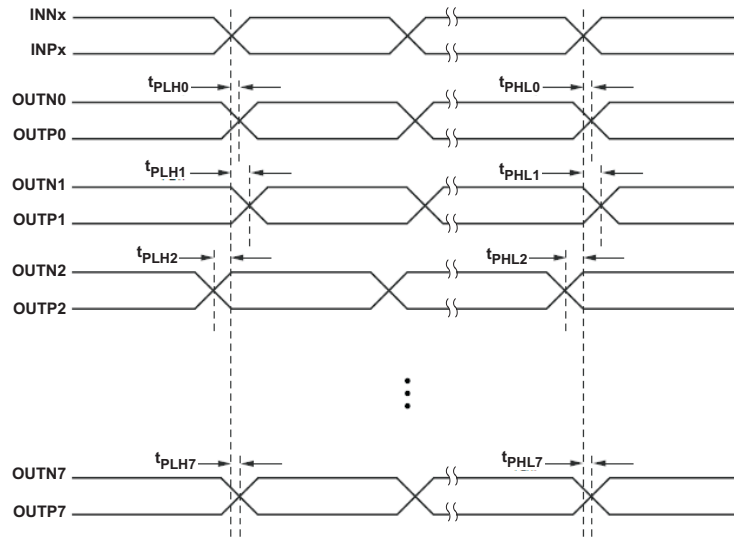 INNx
INPx
tPLH0 tPHL0
OUTN0
OUTP0
tPLH1 tPHL1
OUTN1
OUTP1
tPLH2 tPHL2
OUTN2
OUTP2
tPLH7 tPHL7
OUTN7
OUTP7